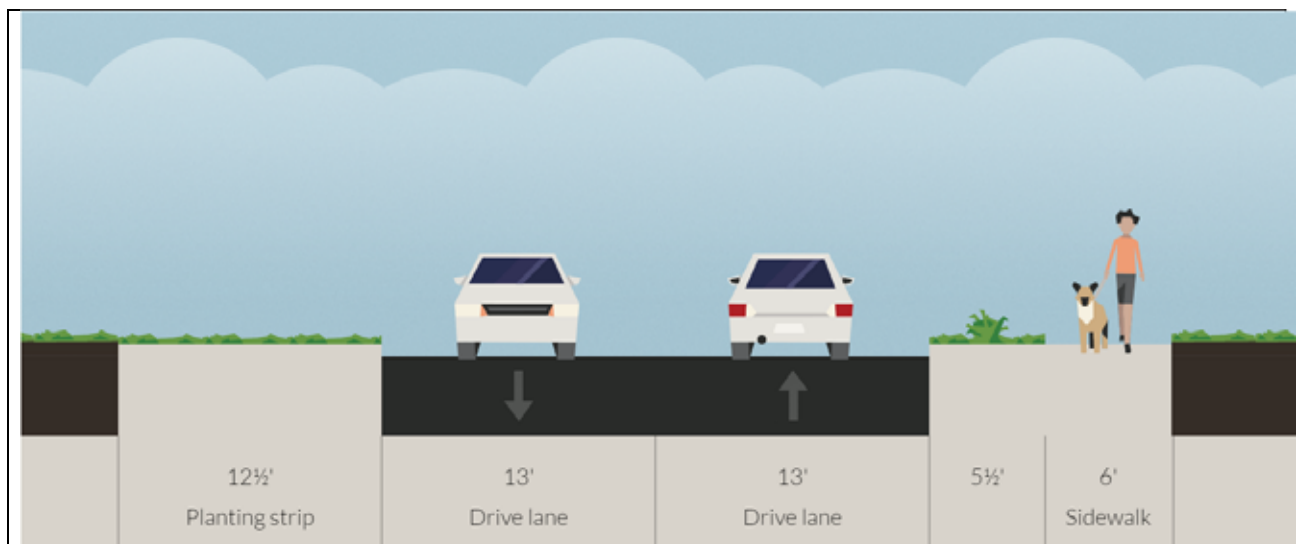 12½'
Planting strip
13'
Drive lane
13'
Drive lane
5½'
6'
Sidewalk